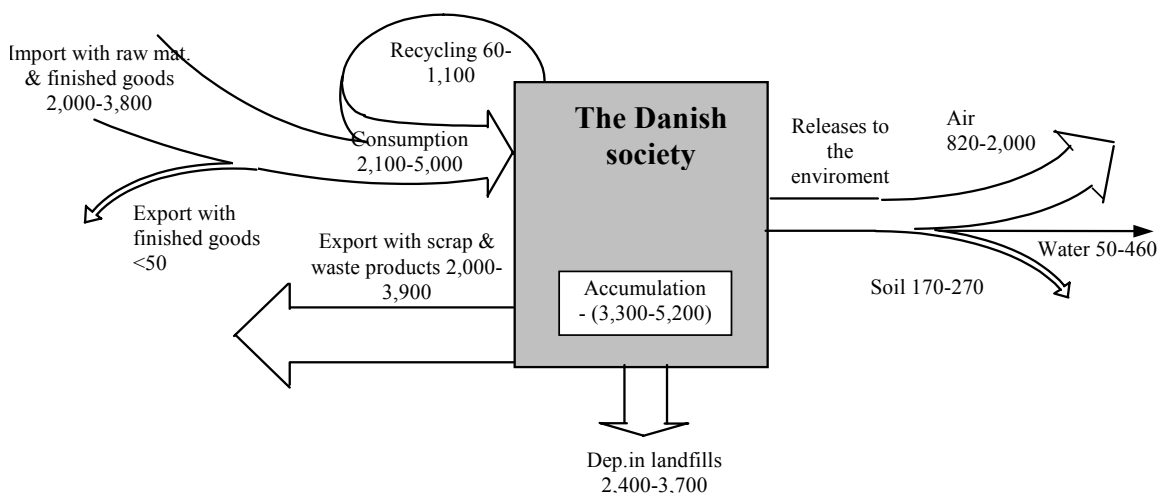 Import with raw mat.
& finished goods
2,000-3,800
Recycling 60-
1,100
Consumption
2,100-5,000
Export with
finished goods
<50
Export with scrap &
waste products 2,000-
3,900
The Danish
society
Accumulation
- (3,300-5,200)
Dep.in landfills
2,400-3,700
Releases to
the
enviroment
Air
820-2,000
Water 50-460
Soil 170-270